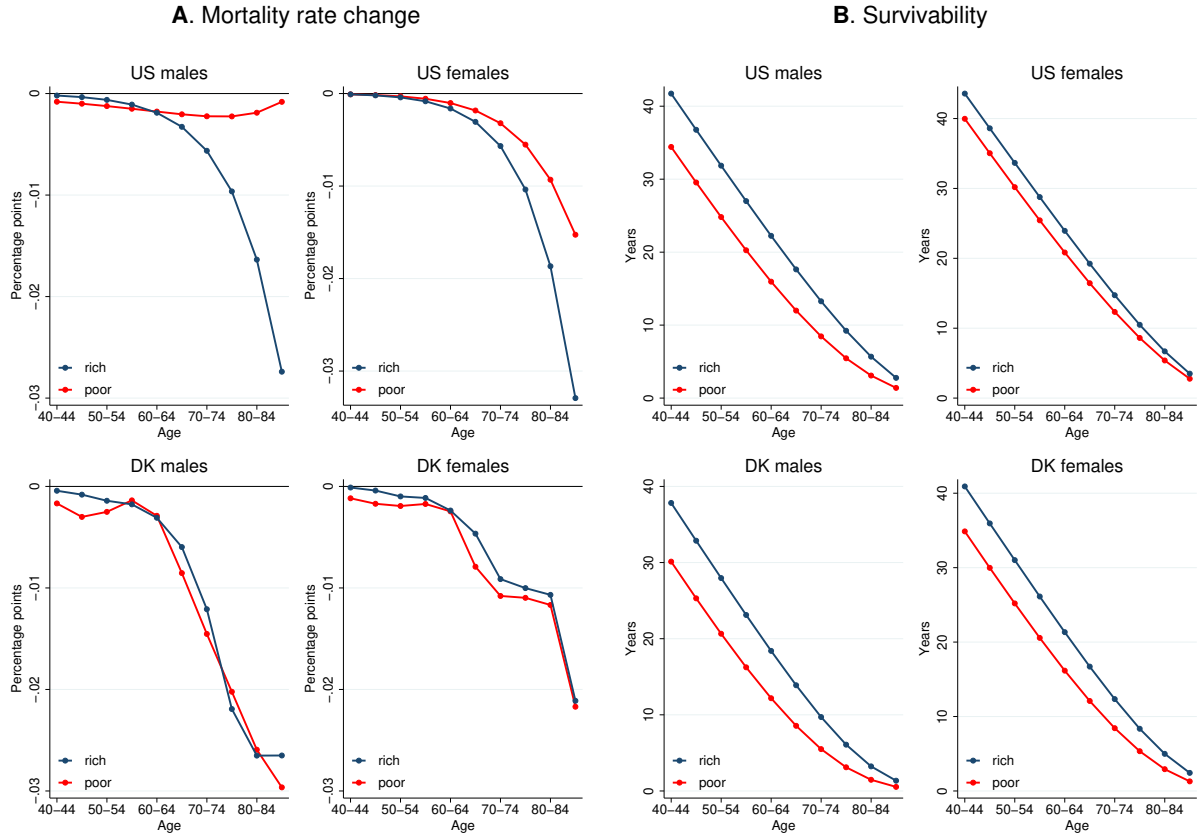 A. Mortality rate change
B. Survivability
US males
0
-.01
-.02
-.03
Percentage points
rich
poor
40–44 50–54 60–64 70–74 80–84
Age
US females
0
-.01
-.02
-.03
Percentage points
rich
poor
40–44 50–54 60–64 70–74 80–84
Age
US males
40
30
20
10
0
Years
rich
poor
40–44 50–54 60–64 70–74 80–84
Age
US females
40
30
20
10
0
Years
rich
poor
40–44 50–54 60–64 70–74 80–84
Age
DK males
0
-.01
-.02
-.03
Percentage points
rich
poor
40–44 50–54 60–64 70–74 80–84
Age
DK females
0
-.01
-.02
-.03
Percentage points
rich
poor
40–44 50–54 60–64 70–74 80–84
Age
DK males
40
30
20
10
0
Years
rich
poor
40–44 50–54 60–64 70–74 80–84
Age
DK females
40
30
20
10
0
Years
rich
poor
40–44 50–54 60–64 70–74 80–84
Age